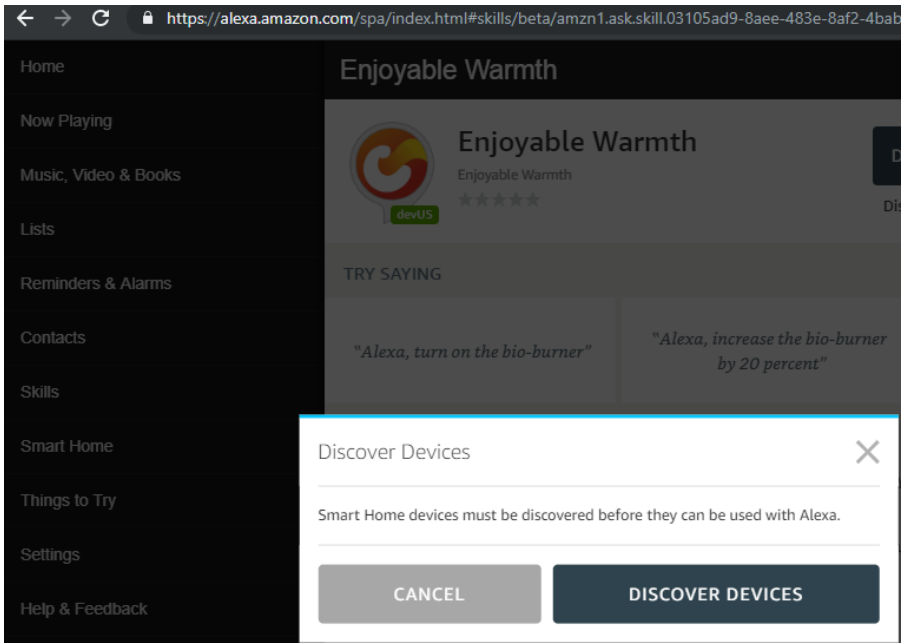 https://alexa.amazon.com/spa/index.html#skills/beta/amzn1.ask.skill.03105ad9-8aee-483e-8af2-4bab
Home
Now Playing
Music, Video & Books
Lists
Reminders & Alarms
Contacts
Skills
Smart Home
Things to Try
Settings
Help & Feedback
Enjoyable Warmth
Enjoyable Warmth
Enjoyable Warmth
devUS
D
Dis
TRY SAYING
"Alexa, turn on the bio-burner"
"Alexa, increase the bio-burner
by 20 percent"
Discover Devices
Smart Home devices must be discovered before they can be used with Alexa.
CANCEL
DISCOVER DEVICES